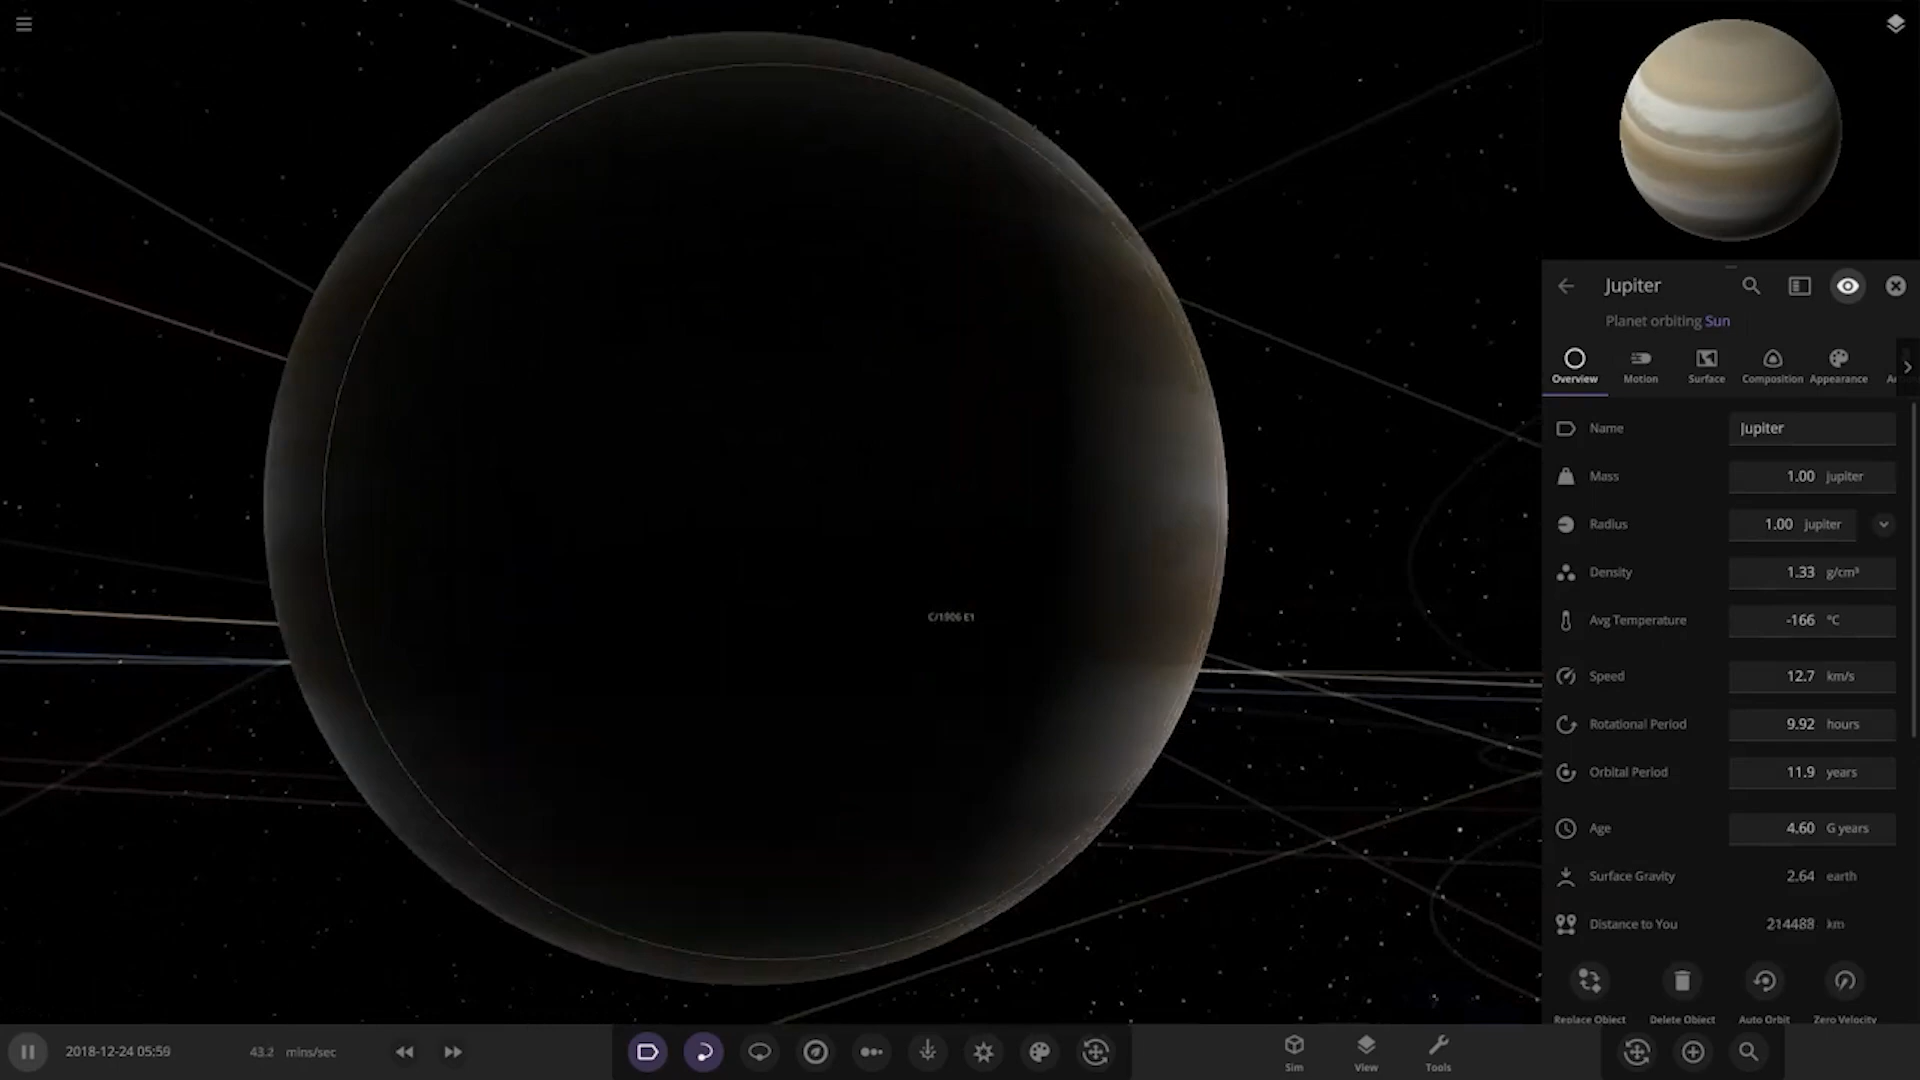 Jupiter
Planet orbiting Sun
Overview
Motion
Surface
Composition
Appearance
Name
Jupiter
Mass
1.00 jupiter
Radius
1.00 jupiter
Density
1.33 g/cm³
Avg Temperature
-166 °C
Speed
12.7 km/s
Rotational Period
9.92 hours
Orbital Period
11.9 years
Age
4.60 G years
Surface Gravity
2.64 earth
Distance to You
214488 km
Replace Object
Delete Object
Auto Orbit
Zero Velocity
C/1906 E1
2018-12-24 05:59
43.2 mins/sec
Sim
View
Tools